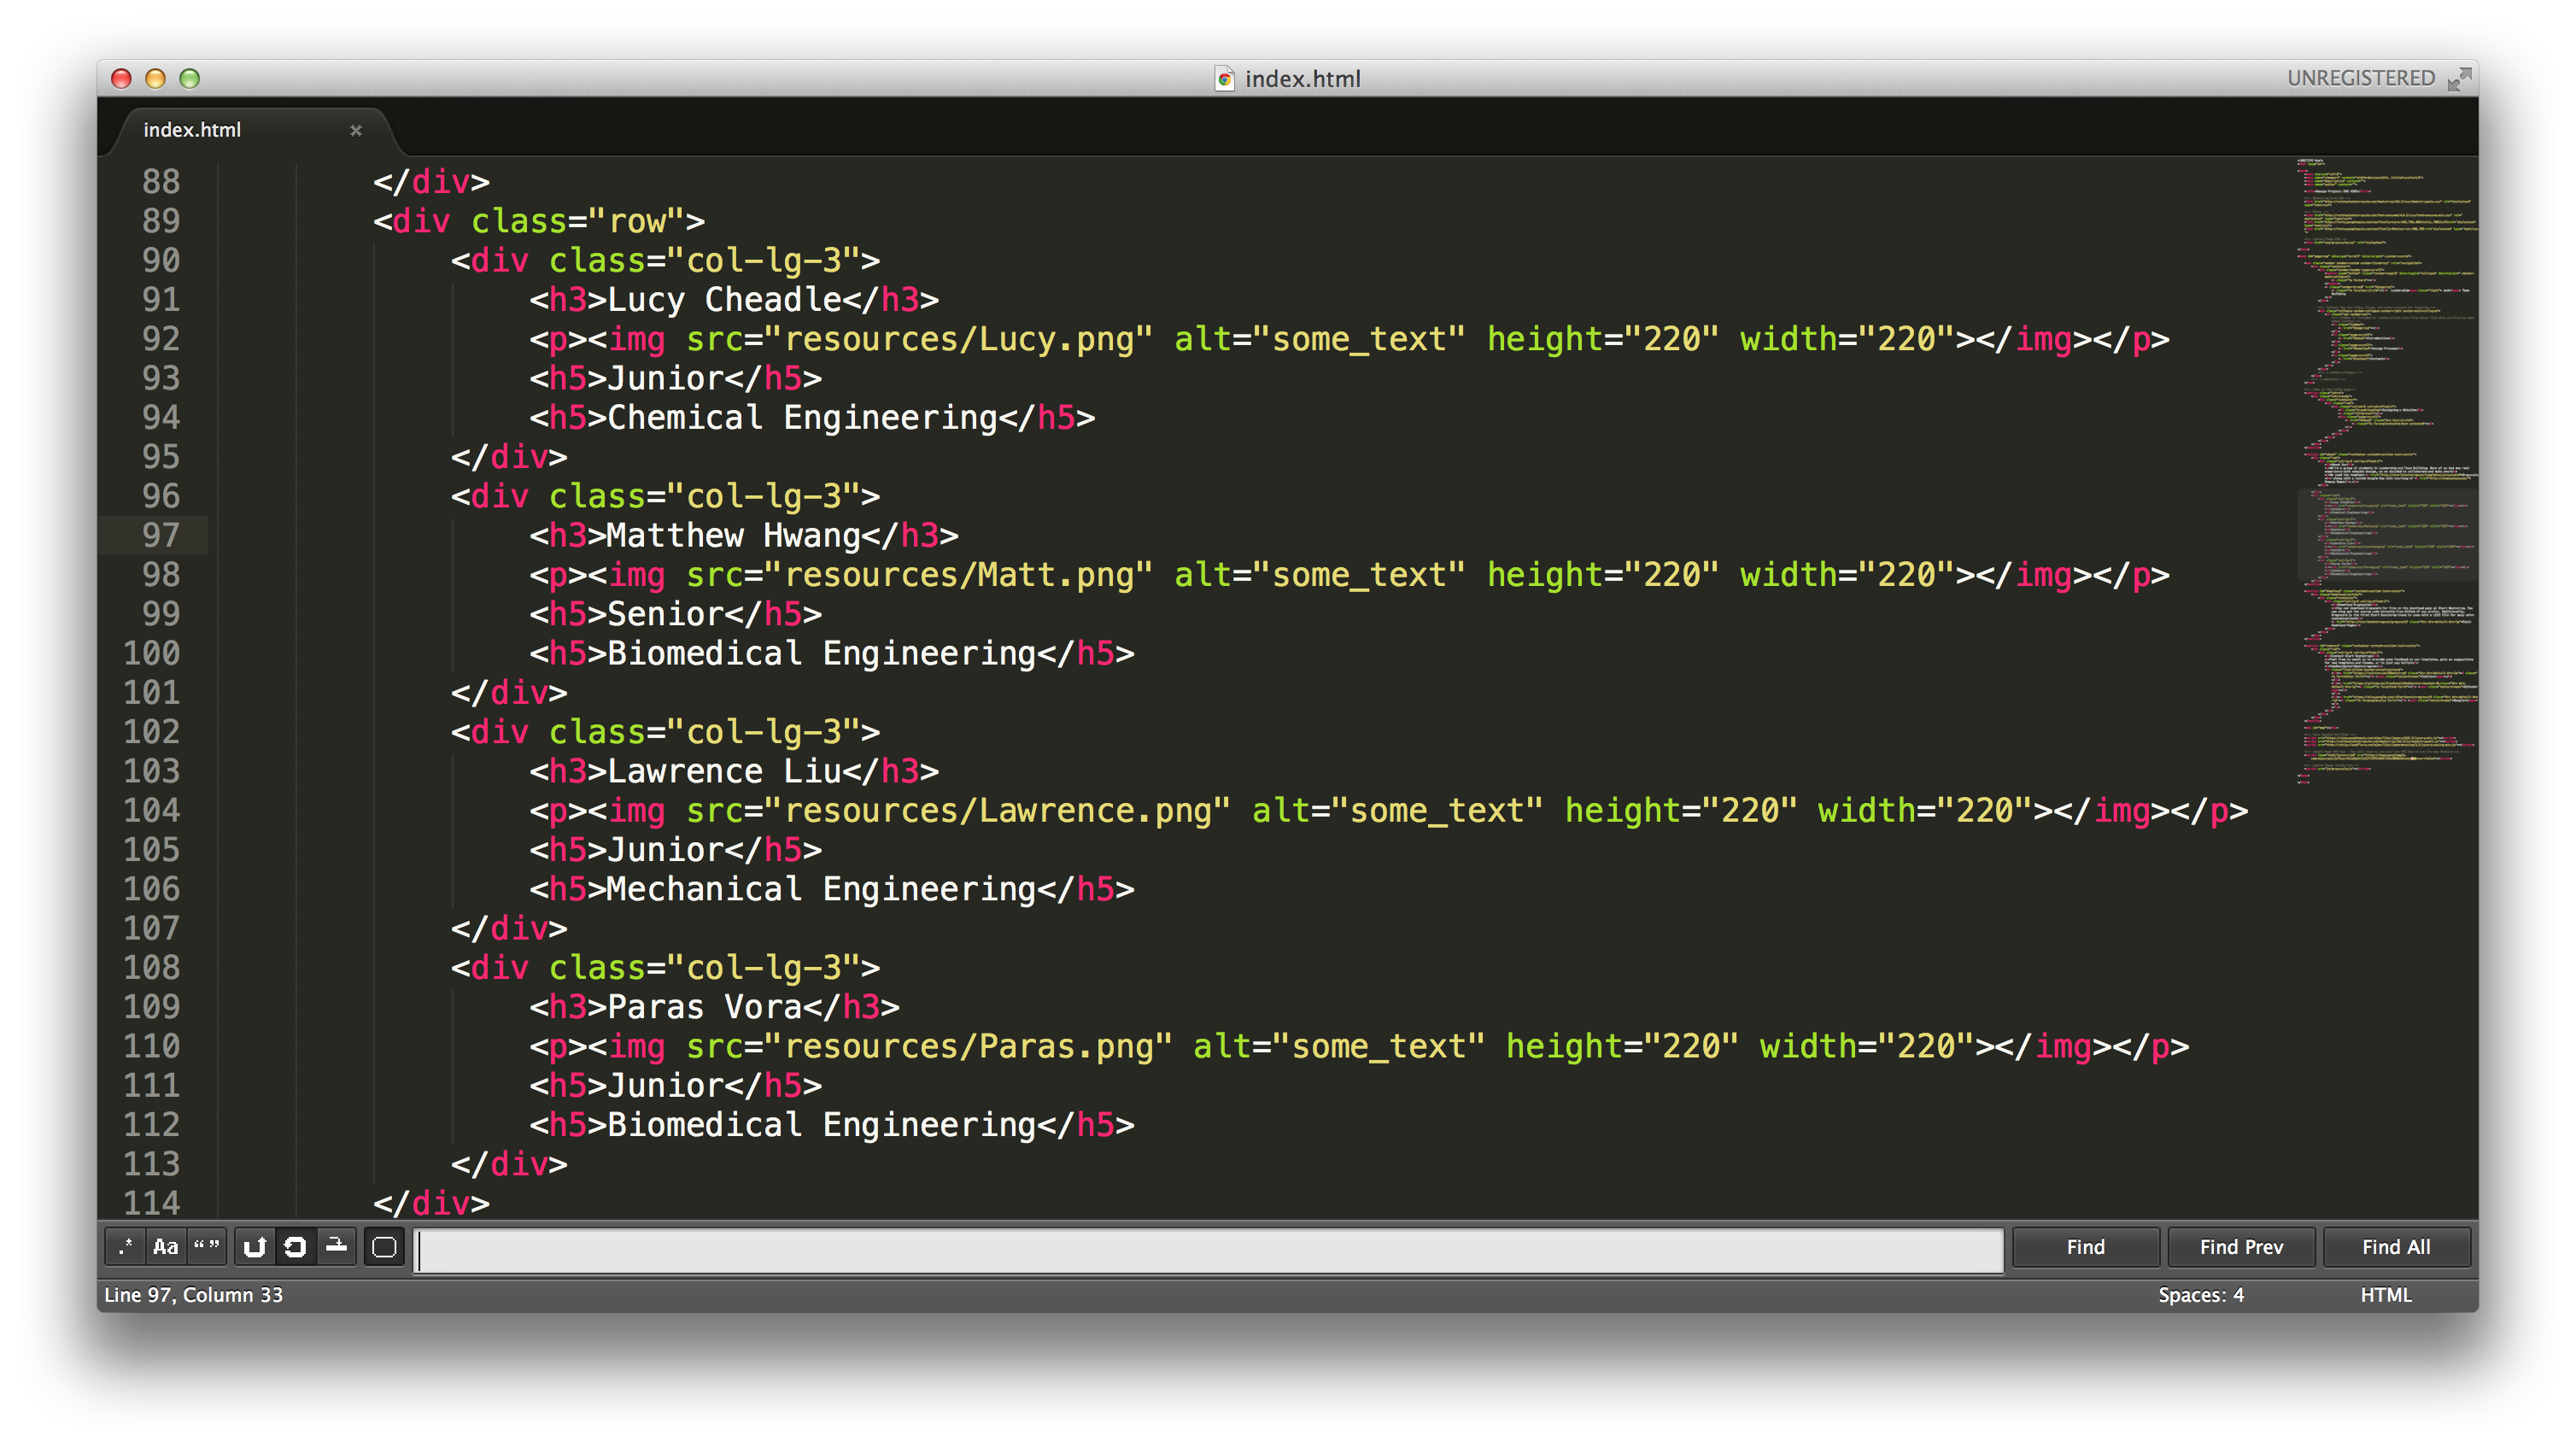 index.html
UNREGISTERED
index.html ×
88 </div>
89 <div class="row">
90 <div class="col-lg-3">
91 <h3>Lucy Cheadle</h3>
92 <p><img src="resources/Lucy.png" alt="some_text" height="220" width="220"></img></p>
93 <h5>Junior</h5>
94 <h5>Chemical Engineering</h5>
95 </div>
96 <div class="col-lg-3">
97 <h3>Matthew Hwang</h3>
98 <p><img src="resources/Matt.png" alt="some_text" height="220" width="220"></img></p>
99 <h5>Senior</h5>
100 <h5>Biomedical Engineering</h5>
101 </div>
102 <div class="col-lg-3">
103 <h3>Lawrence Liu</h3>
104 <p><img src="resources/Lawrence.png" alt="some_text" height="220" width="220"></img></p>
105 <h5>Junior</h5>
106 <h5>Mechanical Engineering</h5>
107 </div>
108 <div class="col-lg-3">
109 <h3>Paras Vora</h3>
110 <p><img src="resources/Paras.png" alt="some_text" height="220" width="220"></img></p>
111 <h5>Junior</h5>
112 <h5>Biomedical Engineering</h5>
113 </div>
114 </div>
.* Aa “ ” Find Find Prev Find All
Line 97, Column 33 Spaces: 4 HTML